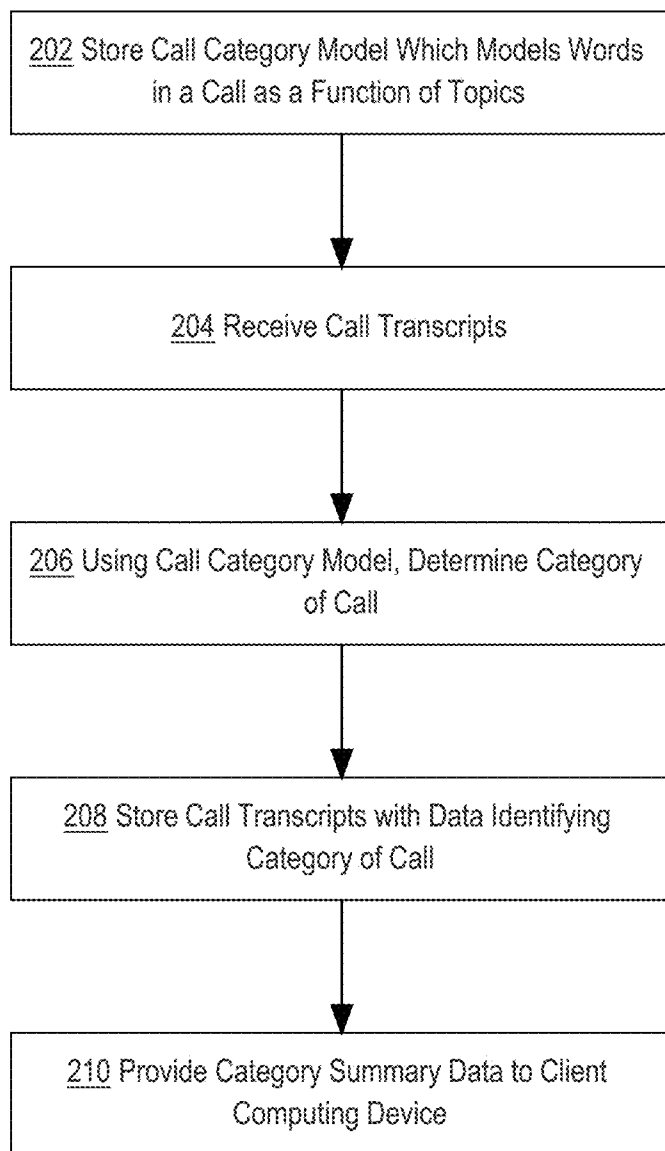 202 Store Call Category Model Which Models Words
in a Call as a Function of Topics
204 Receive Call Transcripts
206 Using Call Category Model, Determine Category
of Call
208 Store Call Transcripts with Data Identifying
Category of Call
210 Provide Category Summary Data to Client
Computing Device